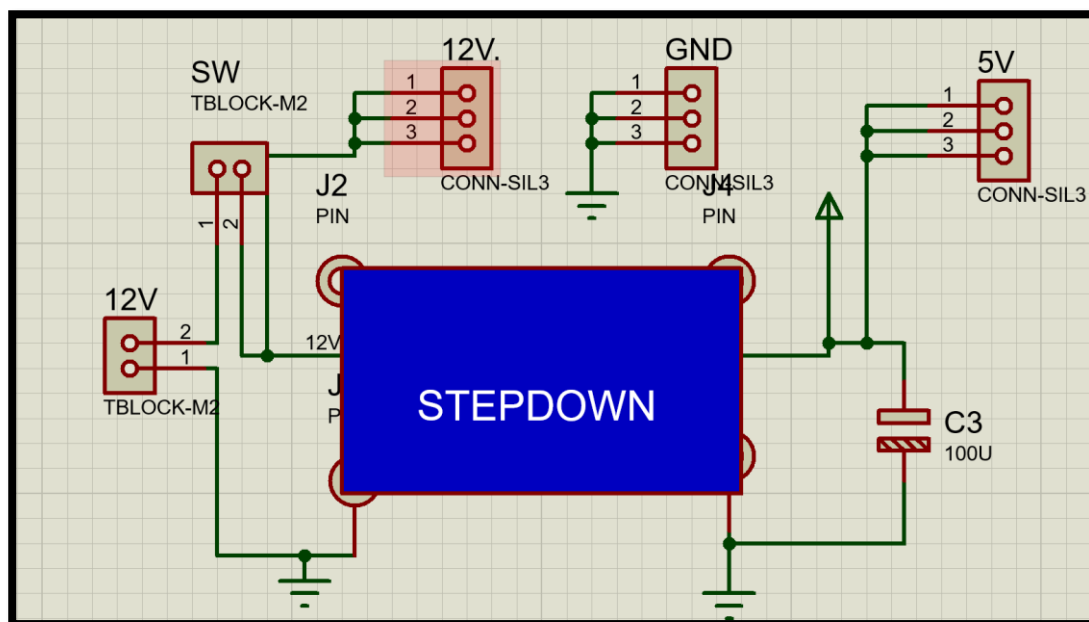 SW
TBLOCK-M2
1
2
12V.
1
2
3
CONN-SIL3
GND
1
2
3
CONN-SIL3
5V
1
2
3
CONN-SIL3
J2
PIN
J4
PIN
12V
2
1
TBLOCK-M2
12V
STEPDOWN
C3
100U